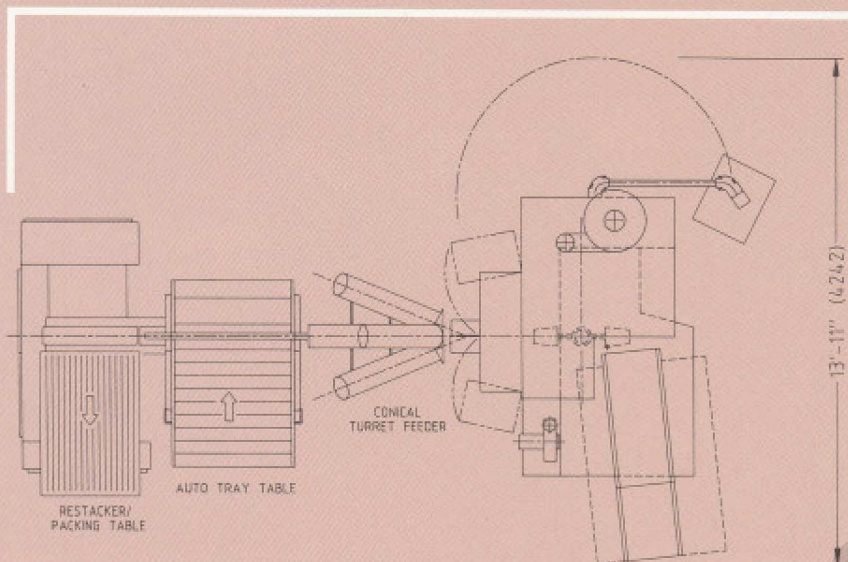 13'-11" (4242)
CONICAL
TURRET FEEDER
AUTO TRAY TABLE
RESTACKER/
PACKING TABLE